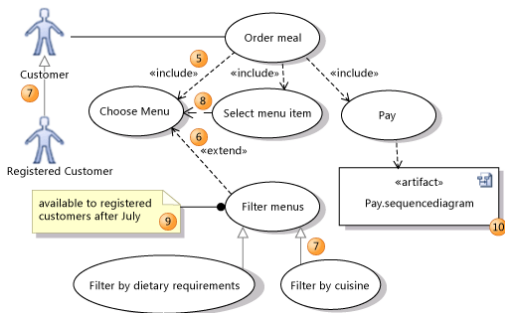 Order meal
5
Customer
«include»
«include»
«include»
7
8
Choose Menu
Select menu item
Pay
6
«extend»
Registered Customer
«artifact»
Pay.sequencediagram
available to registered
customers after July
9
Filter menus
10
7
Filter by dietary requirements
Filter by cuisine